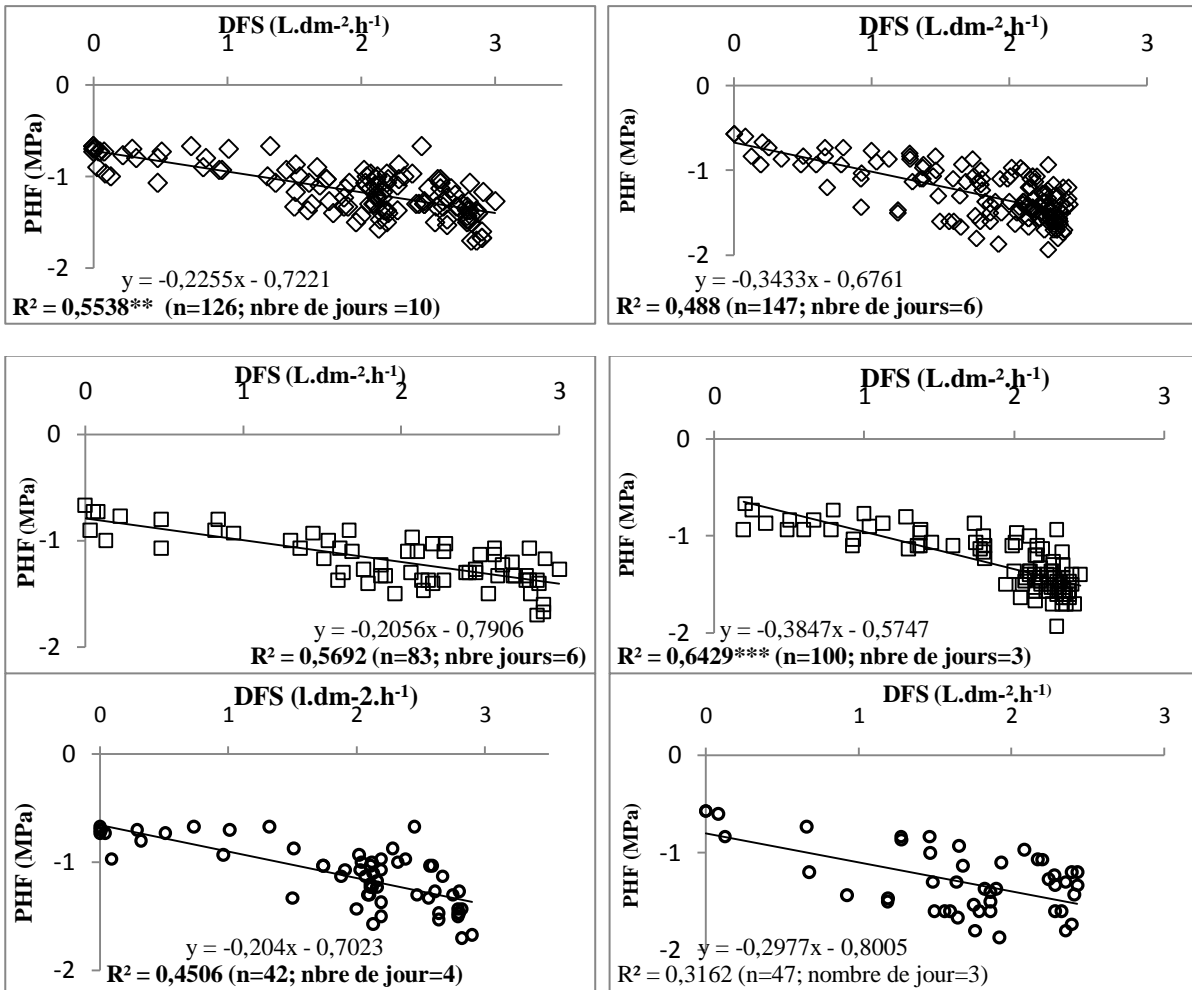 DFS (L.dm-².h-¹)
0 1 2 3
0
-1
-2
PHF (MPa)
y = -0,2255x - 0,7221
R² = 0,5538** (n=126; nbre de jours =10)
DFS (L.dm-².h-¹)
0 1 2 3
0
-1
-2
PHF (MPa)
y = -0,3433x - 0,6761
R² = 0,488 (n=147; nbre de jours=6)
DFS (L.dm-².h-¹)
0 1 2 3
0
-1
-2
PHF (MPa)
y = -0,2056x - 0,7906
R² = 0,5692 (n=83; nbre jours=6)
DFS (L.dm-².h-¹)
0 1 2 3
0
-1
-2
PHF (MPa)
y = -0,3847x - 0,5747
R² = 0,6429*** (n=100; nbre de jours=3)
DFS (l.dm-2.h-¹)
0 1 2 3
0
-1
-2
PHF (MPa)
y = -0,204x - 0,7023
R² = 0,4506 (n=42; nbre de jour=4)
DFS (L.dm-².h-¹)
0 1 2 3
0
-1
-2
PHF (MPa)
y = -0,2977x - 0,8005
R² = 0,3162 (n=47; nombre de jour=3)